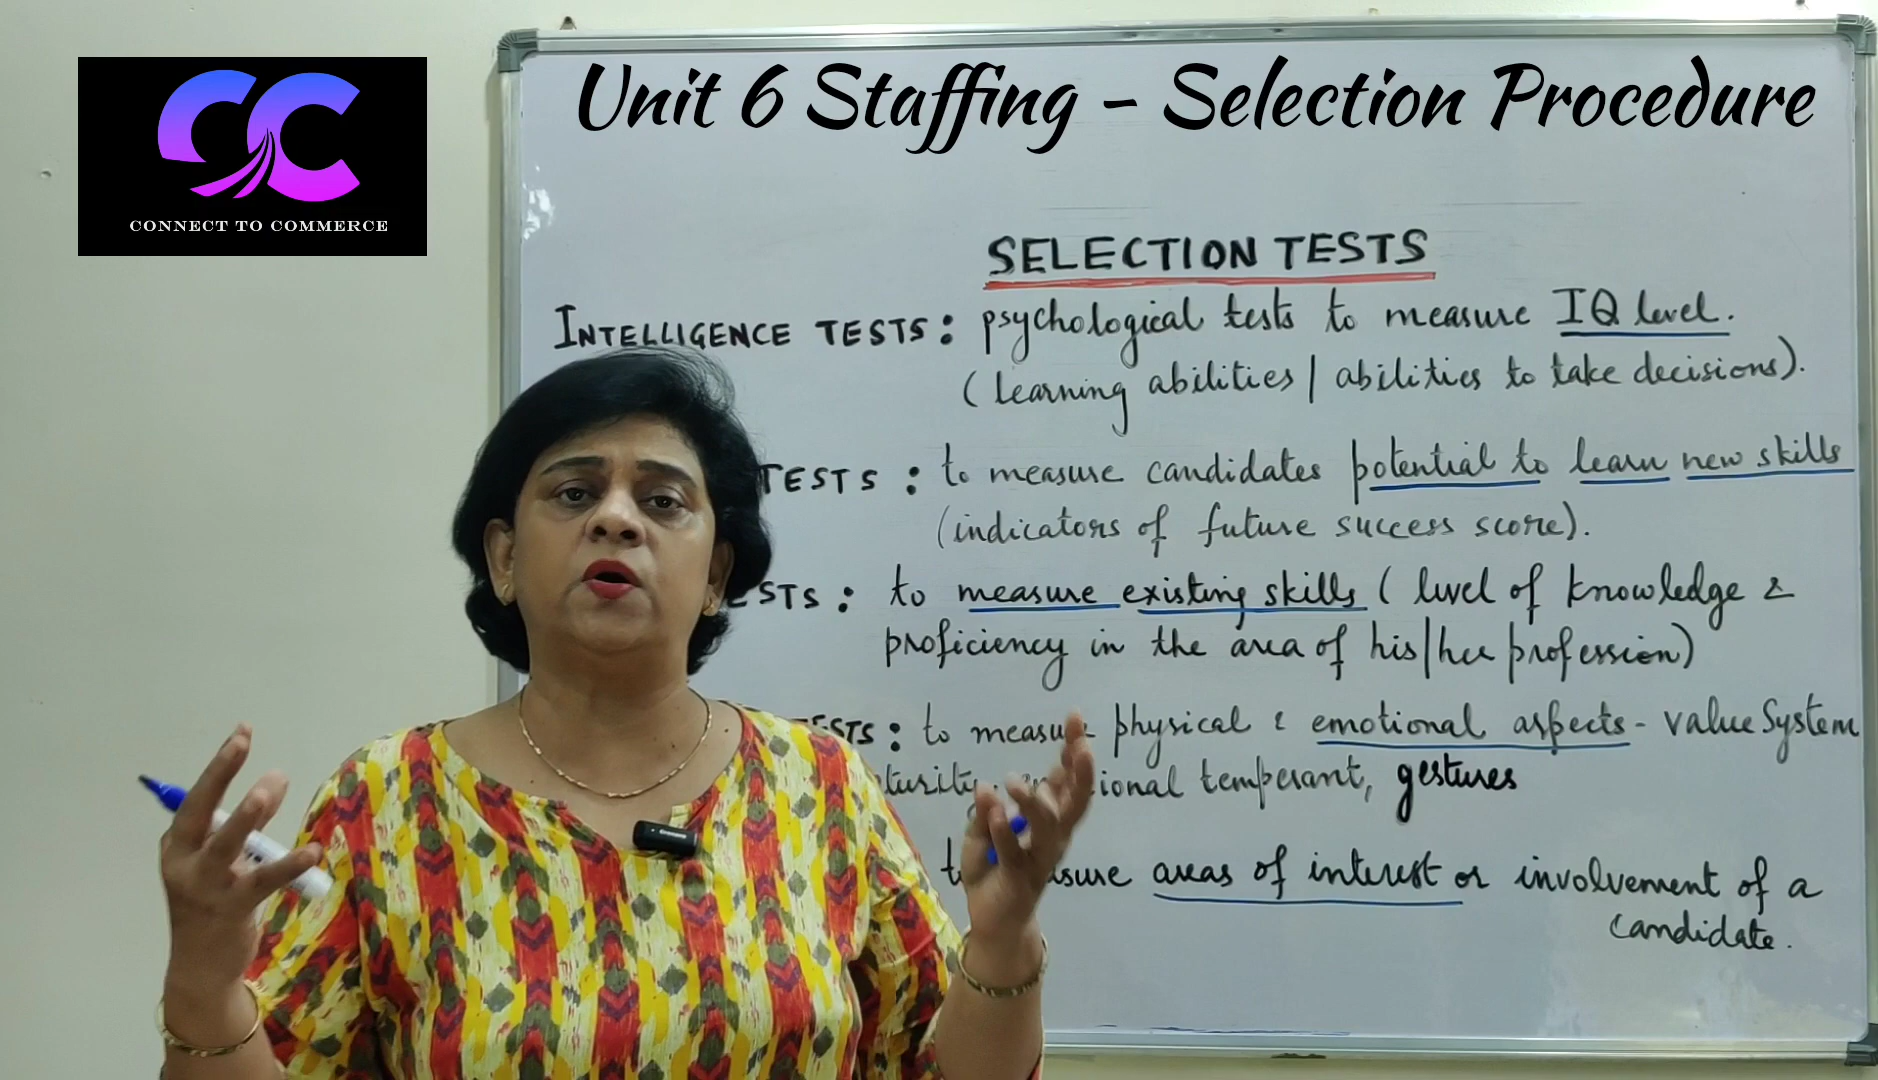 CONNECT TO COMMERCE
Unit 6 Staffing - Selection Procedure
SELECTION TESTS
INTELLIGENCE TESTS: psychological tests to measure IQ level.
(learning abilities / abilities to take decisions).
TESTS: to measure candidates potential to learn new skills
(indicators of future success score).
to measure existing skills (level of knowledge &
proficiency in the area of his/her profession)
to measure physical & emotional aspects - value System
temperant, gestures
areas of interest or involvement of a
candidate.